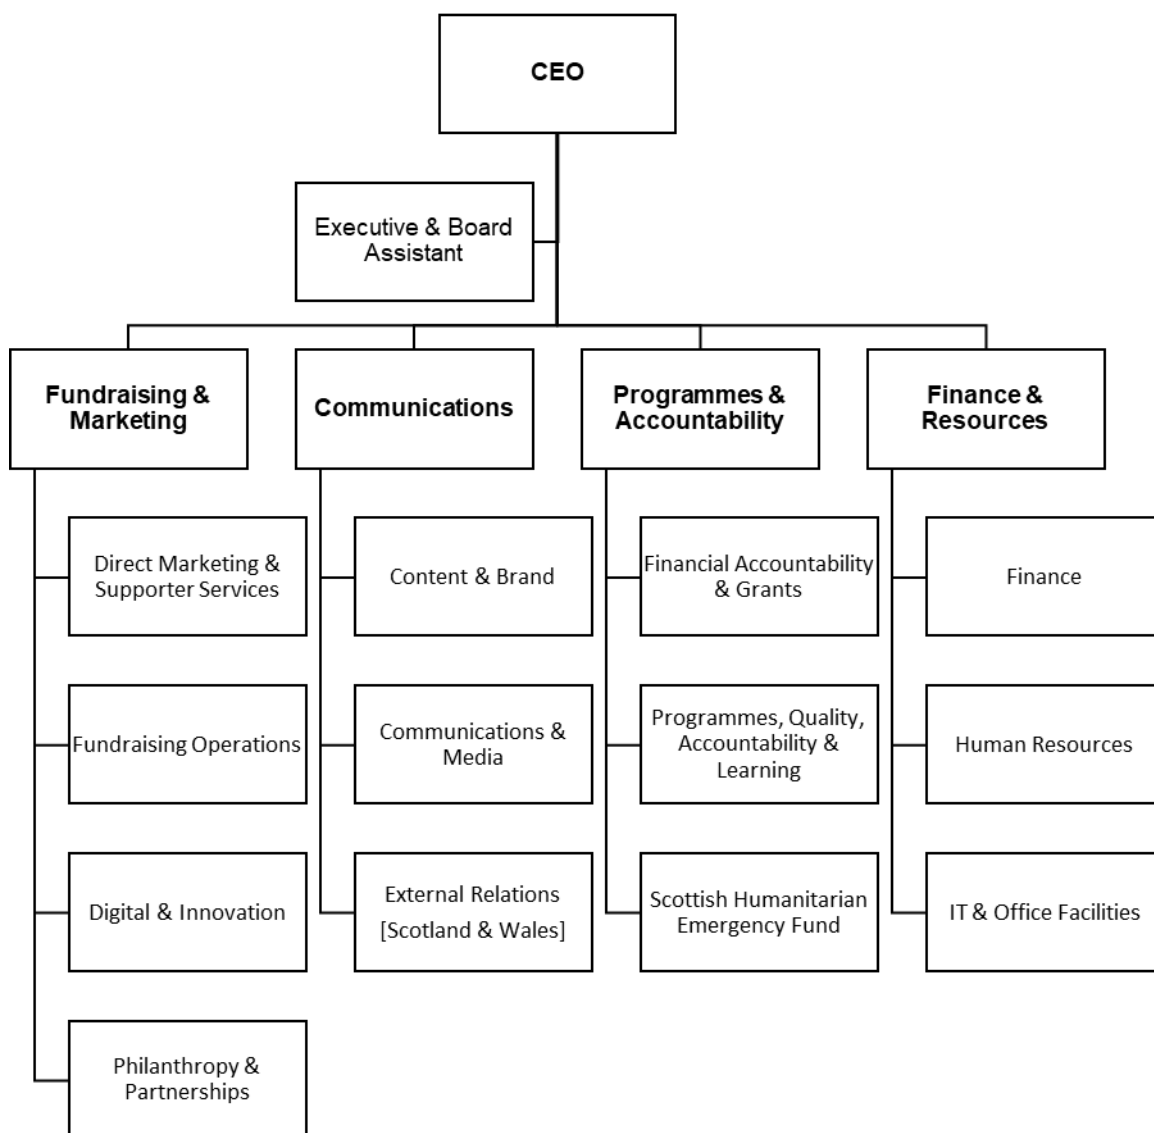 CEO
Executive & Board
Assistant
Fundraising &
Marketing
Communications
Programmes &
Accountability
Finance &
Resources
Direct Marketing &
Supporter Services
Content & Brand
Financial Accountability
& Grants
Finance
Fundraising Operations
Communications &
Media
Programmes, Quality,
Accountability &
Learning
Human Resources
Digital & Innovation
External Relations
[Scotland & Wales]
Scottish Humanitarian
Emergency Fund
IT & Office Facilities
Philanthropy &
Partnerships